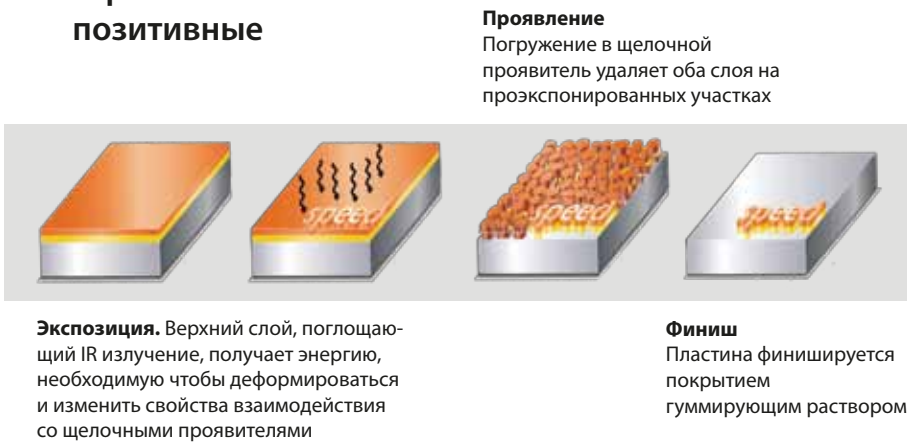 позитивные
Проявление
Погружение в щелочной
проявитель удаляет оба слоя на
проэкспонированных участках
speed
speed
speed
Экспозиция. Верхний слой, поглощаю-
щий IR излучение, получает энергию,
необходимую чтобы деформироваться
и изменить свойства взаимодействия
со щелочными проявителями
Финиш
Пластина финишируется
покрытием
гуммирующим раствором